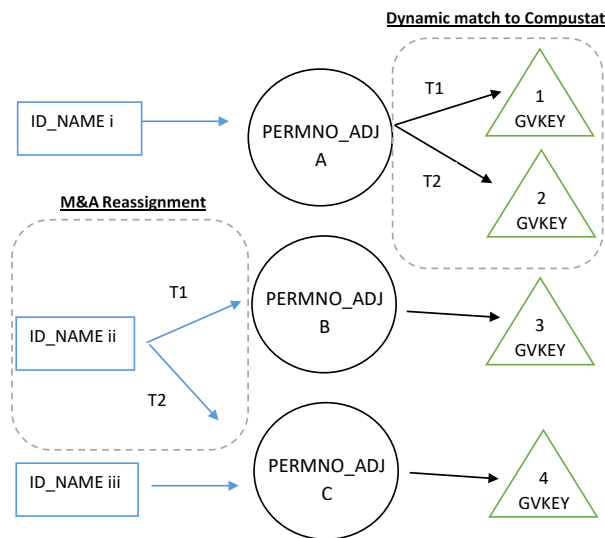 Dynamic match to Compustat
ID_NAME i
PERMNO_ADJ
A
T1
T2
1
GVKEY
2
GVKEY
M&A Reassignment
ID_NAME ii
T1
T2
PERMNO_ADJ
B
3
GVKEY
ID_NAME iii
PERMNO_ADJ
C
4
GVKEY